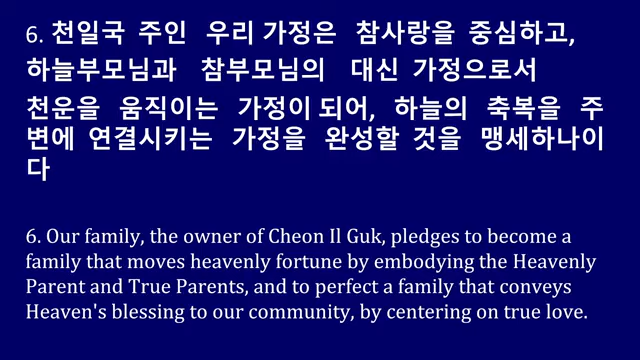 6. 천일국 주인 우리 가정은 참사랑을 중심하고,
하늘부모님과 참부모님의 대신 가정으로서
천운을 움직이는 가정이 되어, 하늘의 축복을 주
변에 연결시키는 가정을 완성할 것을 맹세하나이
다
6. Our family, the owner of Cheon Il Guk, pledges to become a
family that moves heavenly fortune by embodying the Heavenly
Parent and True Parents, and to perfect a family that conveys
Heaven's blessing to our community, by centering on true love.